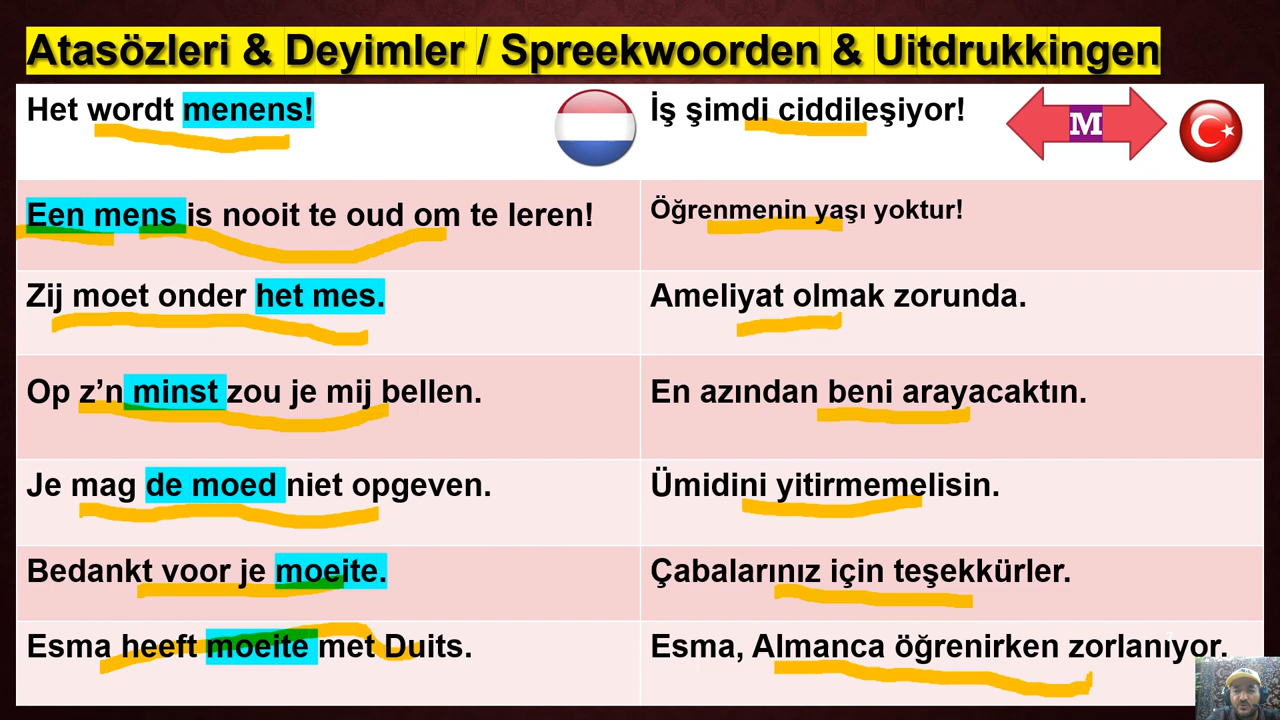 Atasözleri & Deyimler / Spreekwoorden & Uitdrukkingen
Het wordt menens!
İş şimdi ciddileşiyor!
M
Een mens is nooit te oud om te leren!
Öğrenmenin yaşı yoktur!
Zij moet onder het mes.
Ameliyat olmak zorunda.
Op z’n minst zou je mij bellen.
En azından beni arayacaktın.
Je mag de moed niet opgeven.
Ümidini yitirmemelisin.
Bedankt voor je moeite.
Çabalarınız için teşekkürler.
Esma heeft moeite met Duits.
Esma, Almanca öğrenirken zorlanıyor.